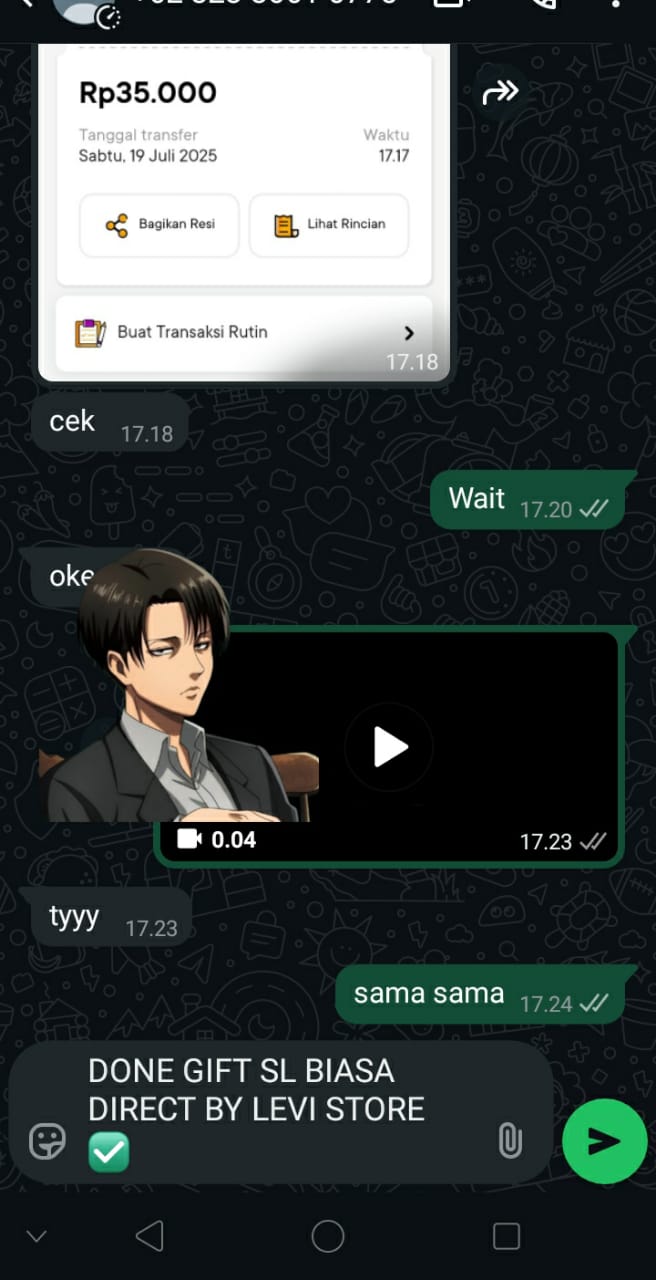 Rp35.000
Tanggal transfer Waktu
Sabtu, 19 Juli 2025 17.17
Bagikan Resi Lihat Rincian
Buat Transaksi Rutin
17.18
cek 17.18
Wait 17.20
oke
0.04 17.23
tyyy 17.23
sama sama 17.24
DONE GIFT SL BIASA
DIRECT BY LEVI STORE
✅